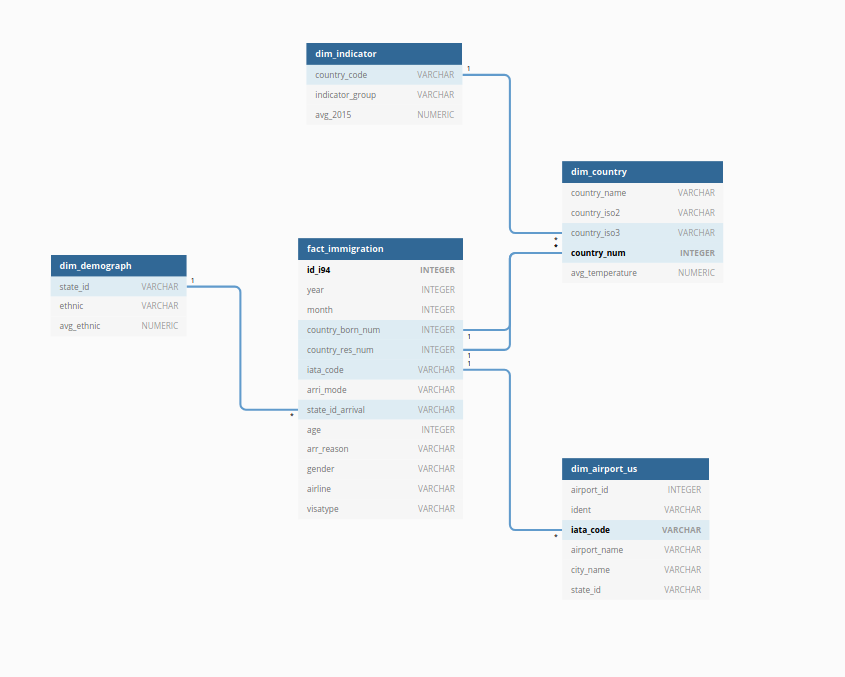 dim_indicator
country_code VARCHAR 1
indicator_group VARCHAR
avg_2015 NUMERIC
dim_country
country_name VARCHAR
country_iso2 VARCHAR
* country_iso3 VARCHAR
* country_num INTEGER
avg_temperature NUMERIC
dim_demograph
state_id VARCHAR 1
ethnic VARCHAR
avg_ethnic NUMERIC
fact_immigration
id_i94 INTEGER
year INTEGER
month INTEGER
country_born_num INTEGER 1
country_res_num INTEGER 1
iata_code VARCHAR 1
arri_mode VARCHAR
* state_id_arrival VARCHAR
age INTEGER
arr_reason VARCHAR
gender VARCHAR
airline VARCHAR
visatype VARCHAR
dim_airport_us
airport_id INTEGER
ident VARCHAR
* iata_code VARCHAR
airport_name VARCHAR
city_name VARCHAR
state_id VARCHAR